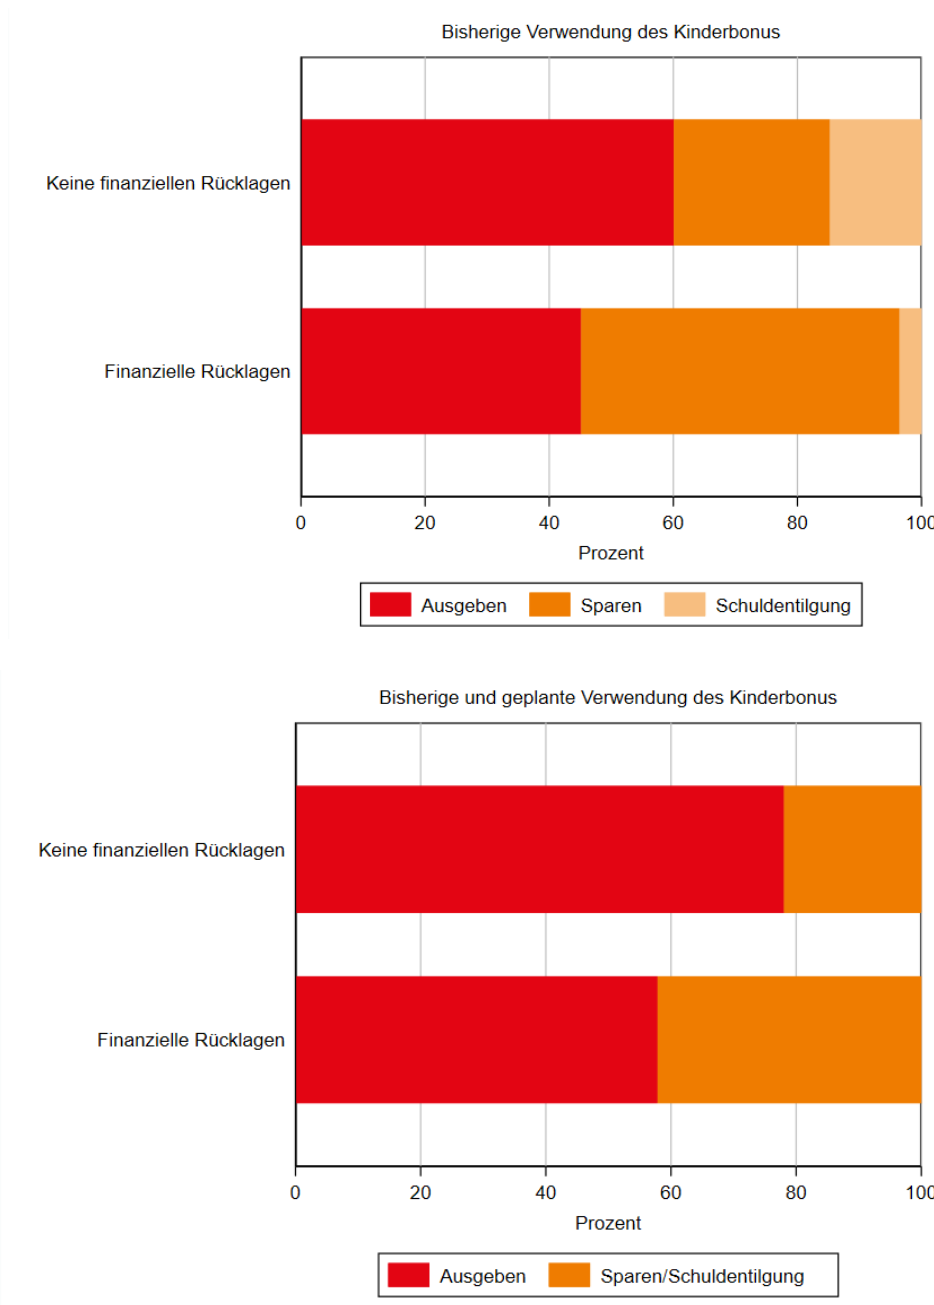 Bisherige Verwendung des Kinderbonus
Keine finanziellen Rücklagen
Finanzielle Rücklagen
0 20 40 60 80 100
Prozent
Ausgeben Sparen Schuldentilgung
Bisherige und geplante Verwendung des Kinderbonus
Keine finanziellen Rücklagen
Finanzielle Rücklagen
0 20 40 60 80 100
Prozent
Ausgeben Sparen/Schuldentilgung